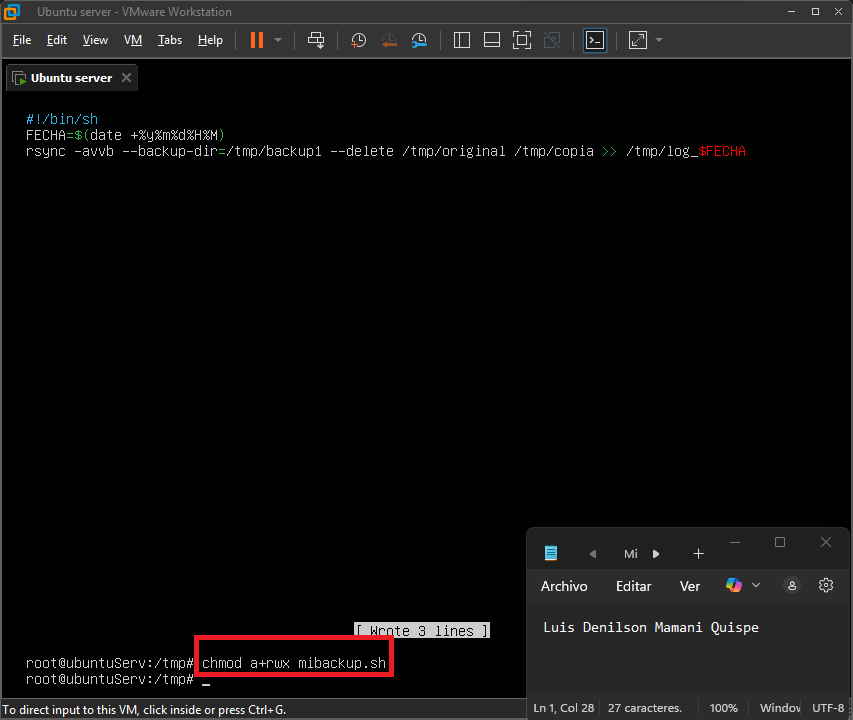 Ubuntu server - VMware Workstation
File Edit View VM Tabs Help
Ubuntu server
#!/bin/sh
FECHA=$(date +%y%m%d%H%M)
rsync -avvb --backup-dir=/tmp/backup1 --delete /tmp/original /tmp/copia >> /tmp/log_$FECHA
[ Wrote 3 lines ]
root@ubuntuServ:/tmp# chmod a+rwx mibackup.sh
root@ubuntuServ:/tmp# _
Mi
Archivo Editar Ver
Luis Denilson Mamani Quispe
Ln 1, Col 28 27 caracteres. 100% Window UTF-8
To direct input to this VM, click inside or press Ctrl+G.